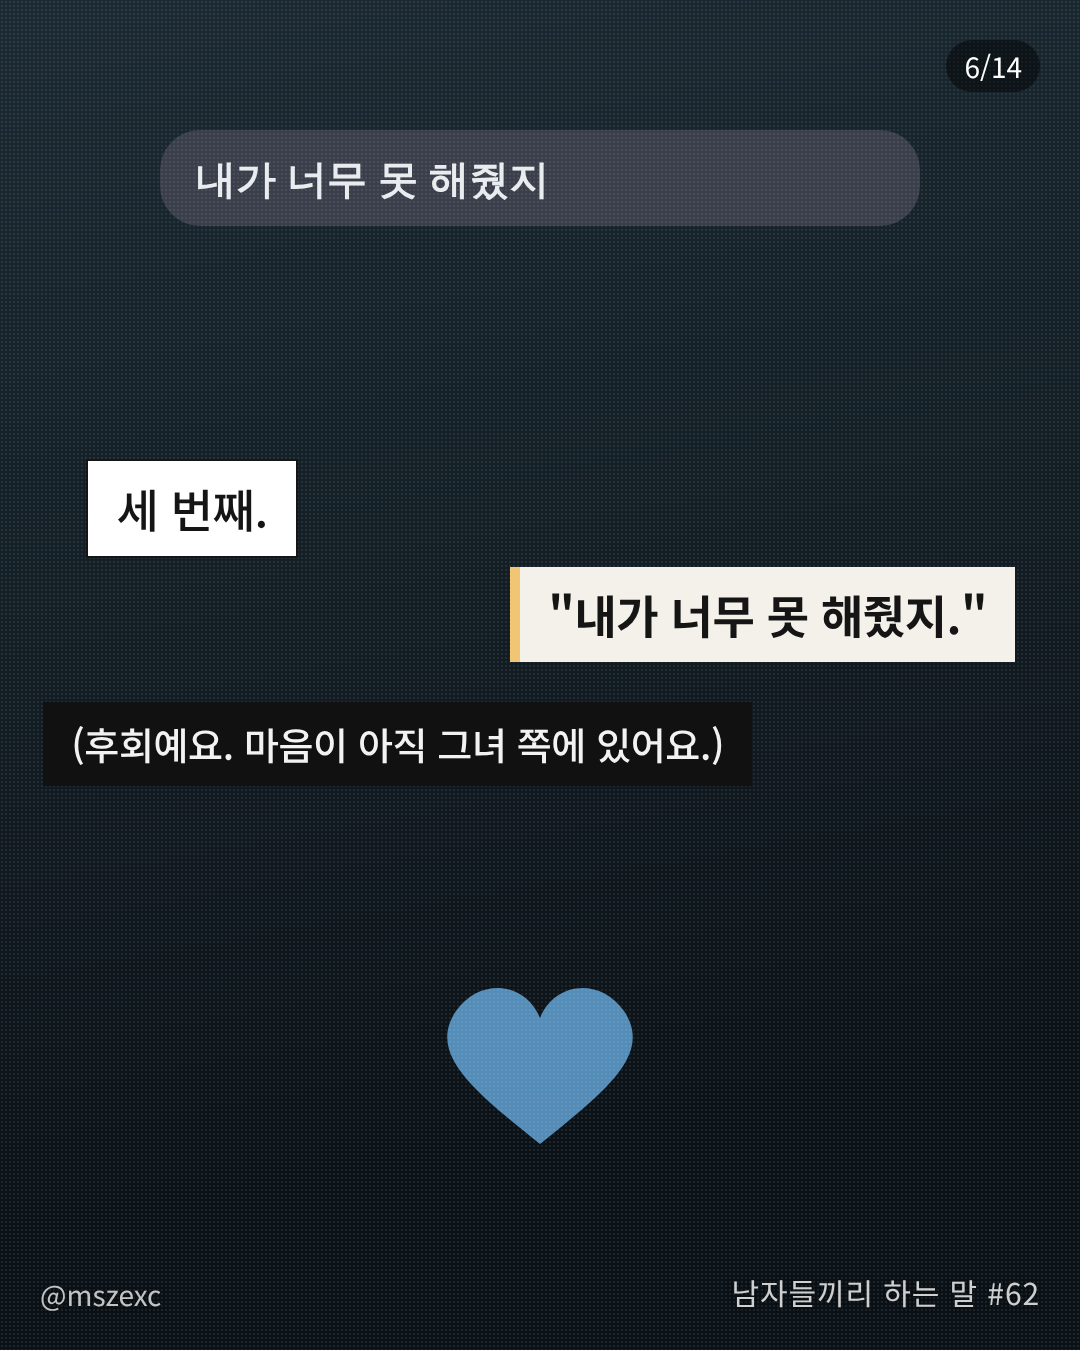 6/14
내가 너무 못 해줬지
세 번째.
"내가 너무 못 해줬지."
(후회예요. 마음이 아직 그녀 쪽에 있어요.)
@mszexc
남자들끼리 하는 말 #62